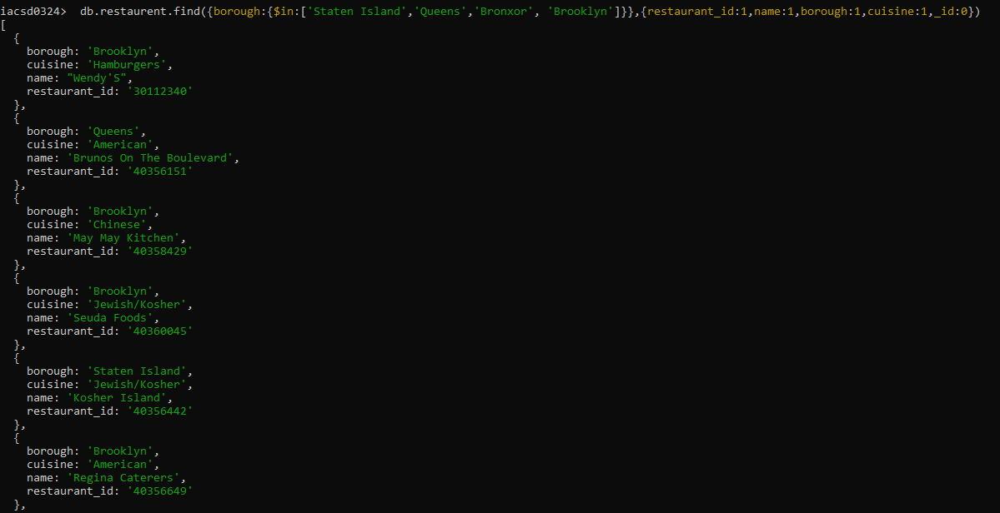 iacsd0324>  db.restaurent.find({borough:{$in:['Staten Island','Queens','Bronxor', 'Brooklyn']}},{restaurant_id:1,name:1,borough:1,cuisine:1,_id:0})
[
  {
    borough: 'Brooklyn',
    cuisine: 'Hamburgers',
    name: "Wendy'S",
    restaurant_id: '30112340'
  },
  {
    borough: 'Queens',
    cuisine: 'American',
    name: 'Brunos On The Boulevard',
    restaurant_id: '40356151'
  },
  {
    borough: 'Brooklyn',
    cuisine: 'Chinese',
    name: 'May May Kitchen',
    restaurant_id: '40358429'
  },
  {
    borough: 'Brooklyn',
    cuisine: 'Jewish/Kosher',
    name: 'Seuda Foods',
    restaurant_id: '40360045'
  },
  {
    borough: 'Staten Island',
    cuisine: 'Jewish/Kosher',
    name: 'Kosher Island',
    restaurant_id: '40356442'
  },
  {
    borough: 'Brooklyn',
    cuisine: 'American',
    name: 'Regina Caterers',
    restaurant_id: '40356649'
  },